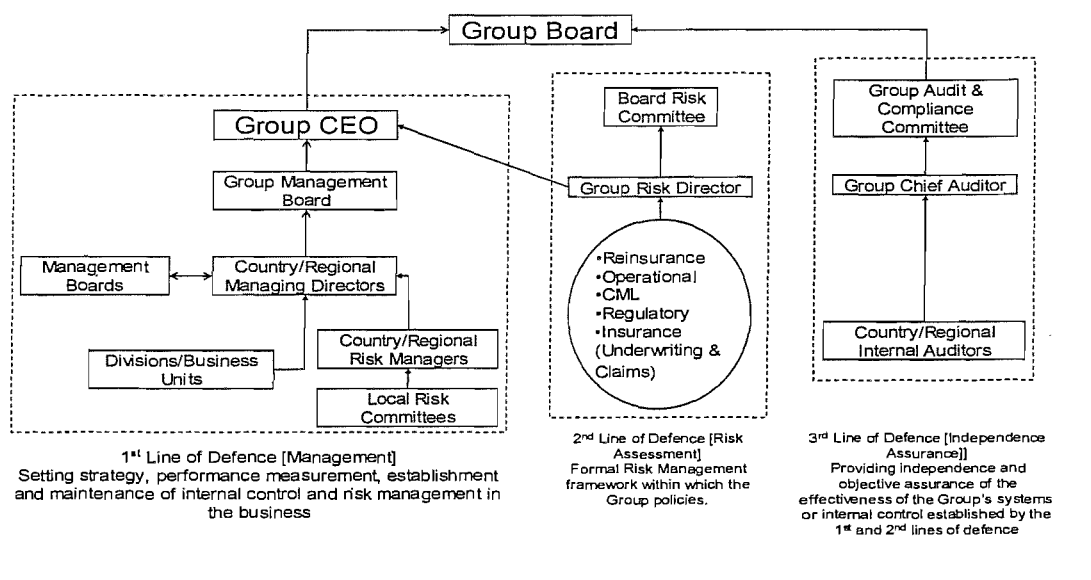 Group Board
Group CEO
Group Management
Board
Management
Boards
Country/Regional
Managing Directors
Divisions/Business
Units
Country/Regional
Risk Managers
Local Risk
Committees
1st Line of Defence [Management]
Setting strategy, performance measurement, establishment
and maintenance of internal control and risk management in
the business
Board Risk
Committee
Group Risk Director
•Reinsurance
•Operational
•CML
•Regulatory
•Insurance
(Underwriting &
Claims)
2nd Line of Defence [Risk
Assessment]
Formal Risk Management
framework within which the
Group policies.
Group Audit &
Compliance
Committee
Group Chief Auditor
Country/Regional
Internal Auditors
3rd Line of Defence [Independence
Assurance]]
Providing independence and
objective assurance of the
effectiveness of the Group's systems
or internal control established by the
1st and 2nd lines of defence